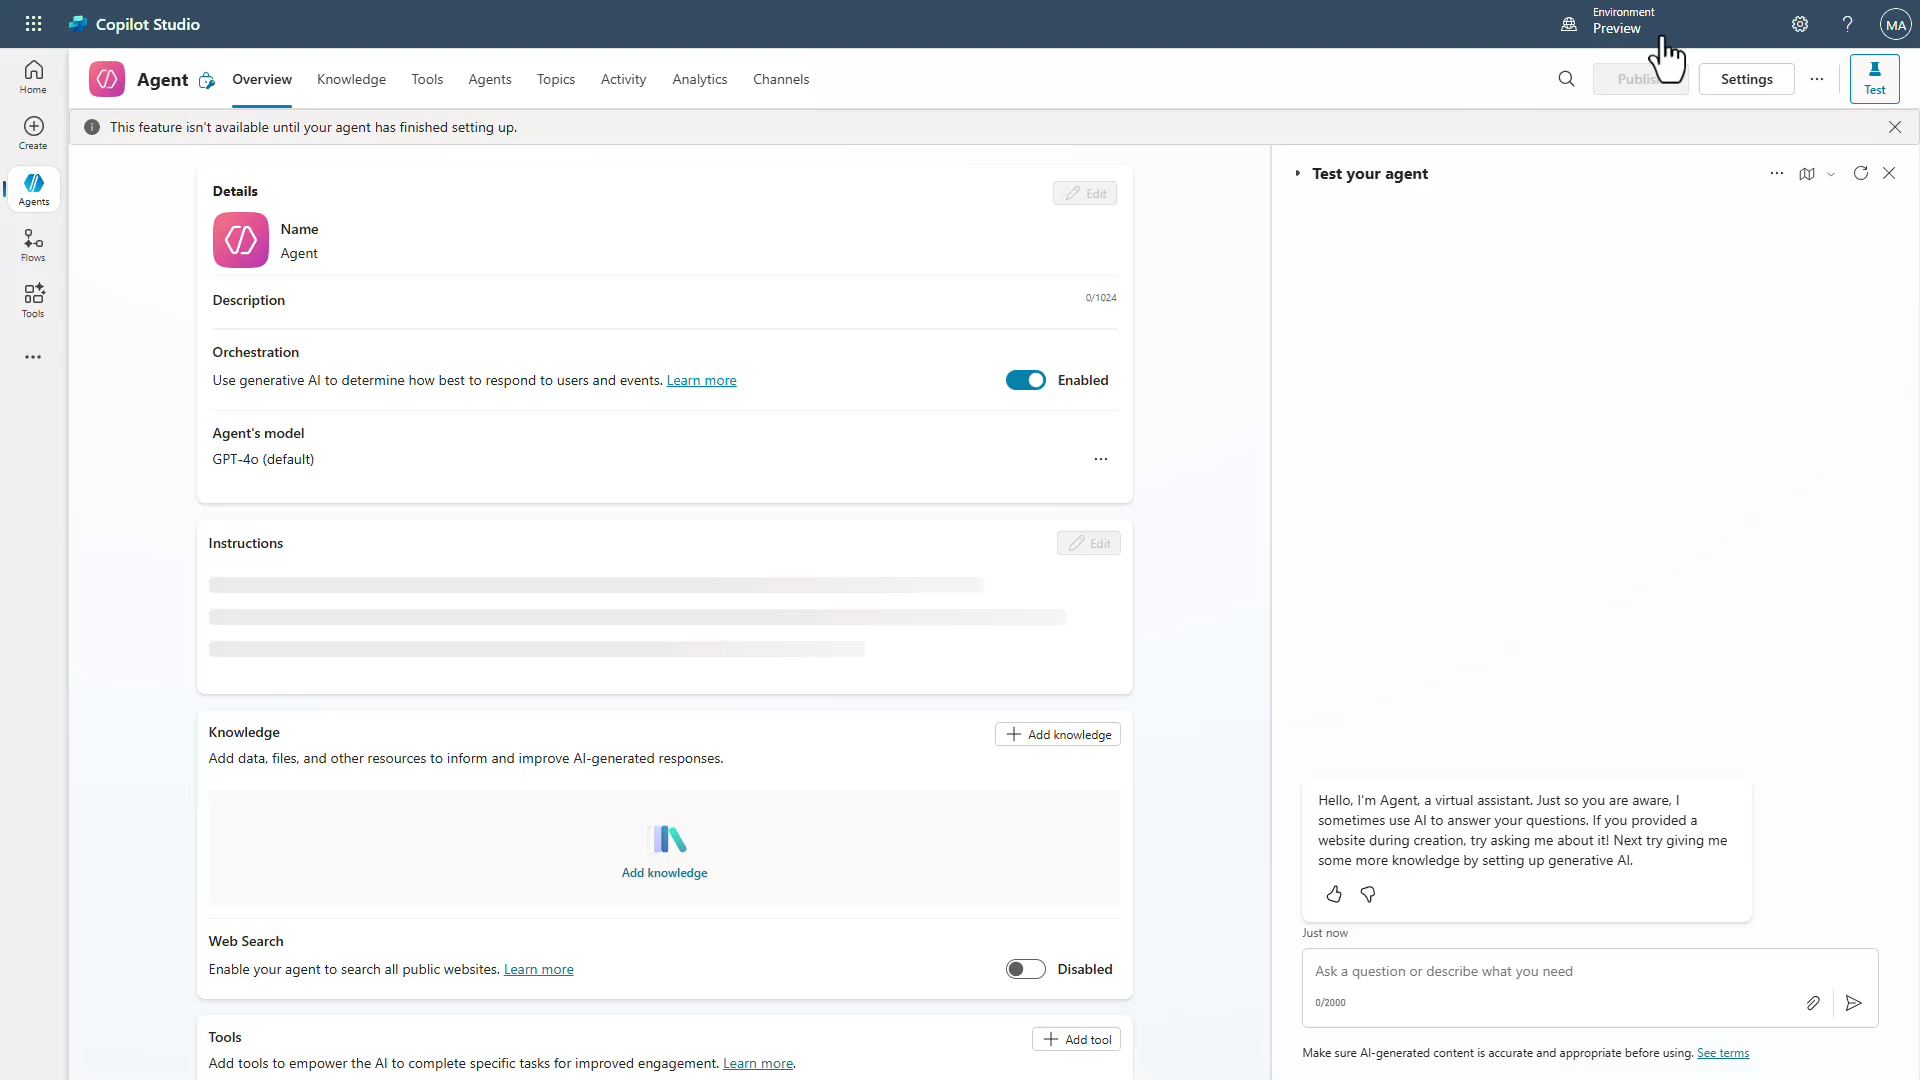 Copilot Studio
Environment
Preview
MA
Home
Create
Agents
Flows
Tools
Agent
Overview
Knowledge
Tools
Agents
Topics
Activity
Analytics
Channels
Settings
Test
This feature isn't available until your agent has finished setting up.
Details
Edit
Name
Agent
Description
0/1024
Orchestration
Use generative AI to determine how best to respond to users and events. Learn more
Enabled
Agent's model
GPT-4o (default)
Instructions
Edit
Knowledge
Add knowledge
Add data, files, and other resources to inform and improve AI-generated responses.
Add knowledge
Web Search
Enable your agent to search all public websites. Learn more
Disabled
Tools
Add tool
Add tools to empower the AI to complete specific tasks for improved engagement. Learn more.
Test your agent
Hello, I'm Agent, a virtual assistant. Just so you are aware, I
sometimes use AI to answer your questions. If you provided a
website during creation, try asking me about it! Next try giving me
some more knowledge by setting up generative AI.
Just now
Ask a question or describe what you need
0/2000
Make sure AI-generated content is accurate and appropriate before using. See terms